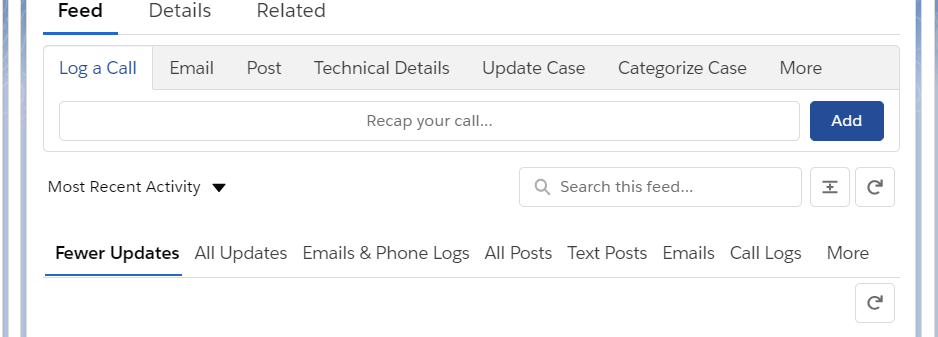 Feed Details Related
Log a Call Email Post Technical Details Update Case Categorize Case More
Recap your call... Add
Most Recent Activity Search this feed...
Fewer Updates All Updates Emails & Phone Logs All Posts Text Posts Emails Call Logs More